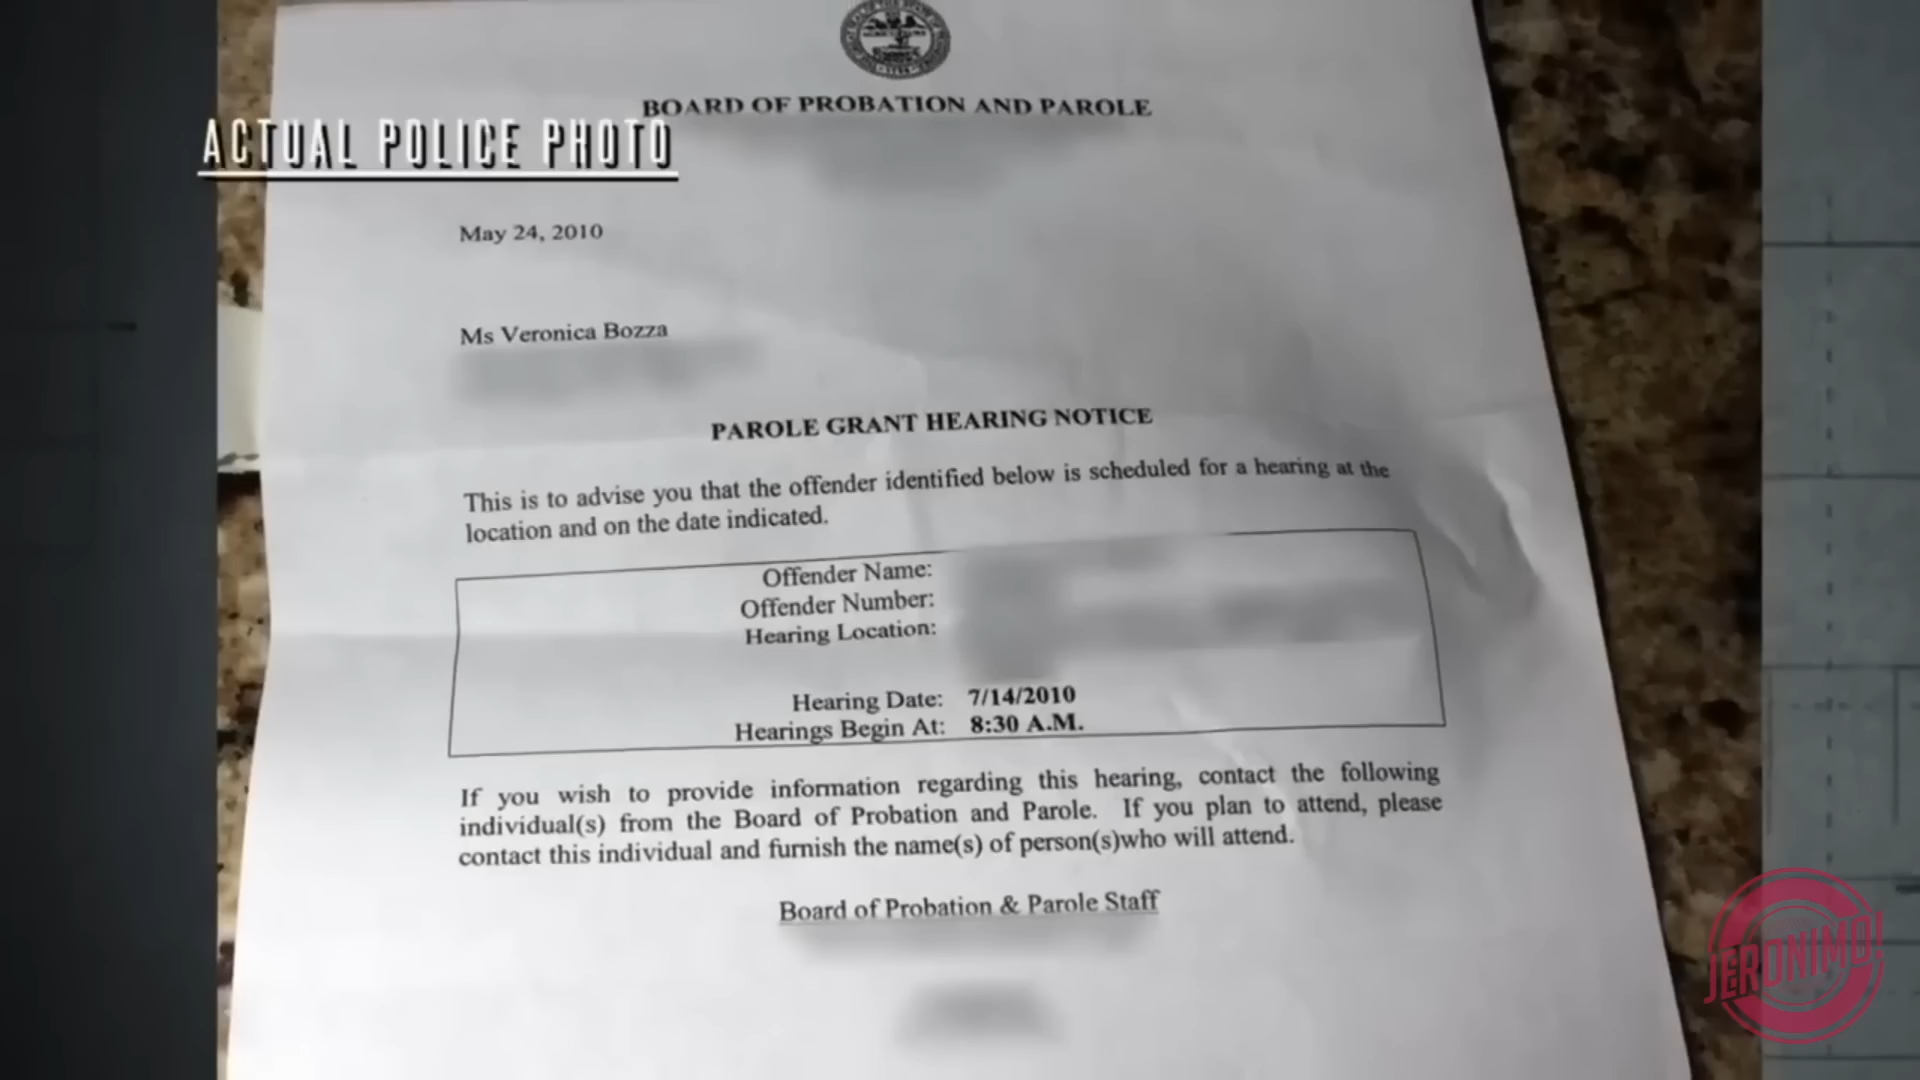 BOARD OF PROBATION AND PAROLE
ACTUAL POLICE PHOTO
May 24, 2010
Ms Veronica Bozza
PAROLE GRANT HEARING NOTICE
This is to advise you that the offender identified below is scheduled for a hearing at the
location and on the date indicated.
Offender Name:
Offender Number:
Hearing Location:
Hearing Date: 7/14/2010
Hearings Begin At: 8:30 A.M.
If you wish to provide information regarding this hearing, contact the following
individual(s) from the Board of Probation and Parole. If you plan to attend, please
contact this individual and furnish the name(s) of person(s)who will attend.
Board of Probation & Parole Staff
JERONIMO!